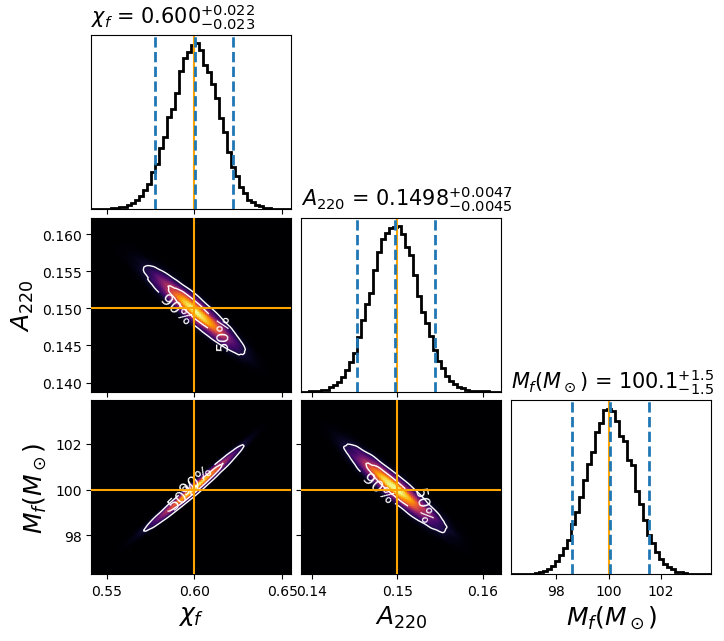 χ_f = 0.600^{+0.022}_{-0.023}
A_{220} = 0.1498^{+0.0047}_{-0.0045}
0.160
0.155
0.150
0.145
0.140
A_{220}
90%
50%
M_f(M_⊙) = 100.1^{+1.5}_{-1.5}
102
100
98
M_f(M_⊙)
50%
90%
90%
50%
0.55
0.60
0.65
χ_f
0.14
0.15
0.16
A_{220}
98
100
102
M_f(M_⊙)